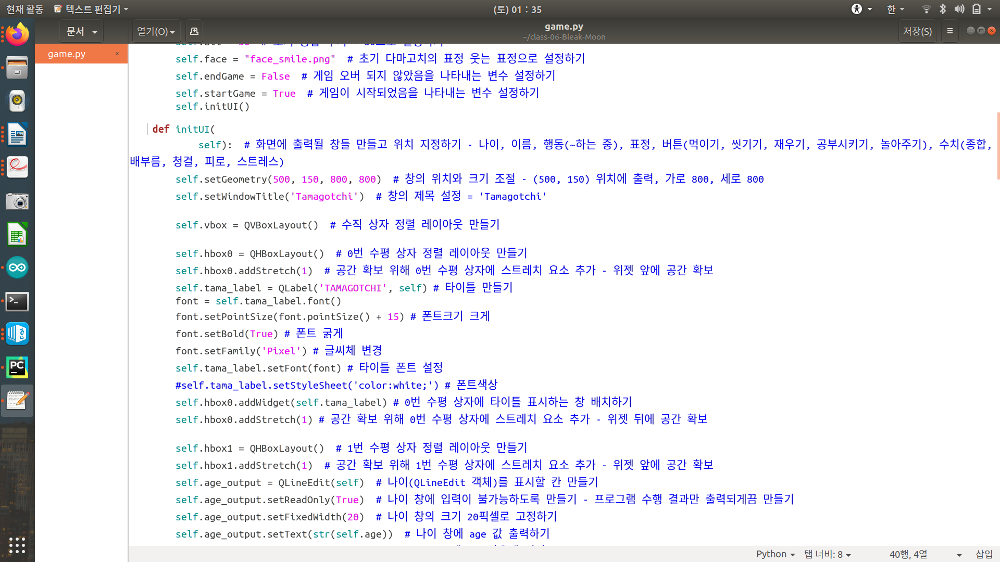 현재 활동
텍스트 편집기
(토) 01 : 35
한
문서
열기(O)
game.py
~/class-06-Bleak-Moon
저장(S)
game.py ×
self.face = "face_smile.png"  # 초기 다마고치의 표정 웃는 표정으로 설정하기
self.endGame = False  # 게임 오버 되지 않았음을 나타내는 변수 설정하기
self.startGame = True  # 게임이 시작되었음을 나타내는 변수 설정하기
self.initUI()
def initUI(
self):  # 화면에 출력될 창들 만들고 위치 지정하기 - 나이, 이름, 행동(~하는 중), 표정, 버튼(먹이기, 씻기기, 재우기, 공부시키기, 놀아주기), 수치(종합,
배부름, 청결, 피로, 스트레스)
self.setGeometry(500, 150, 800, 800)  # 창의 위치와 크기 조절 - (500, 150) 위치에 출력, 가로 800, 세로 800
self.setWindowTitle('Tamagotchi')  # 창의 제목 설정 = 'Tamagotchi'
self.vbox = QVBoxLayout()  # 수직 상자 정렬 레이아웃 만들기
self.hbox0 = QHBoxLayout()  # 0번 수평 상자 정렬 레이아웃 만들기
self.hbox0.addStretch(1)  # 공간 확보 위해 0번 수평 상자에 스트레치 요소 추가 - 위젯 앞에 공간 확보
self.tama_label = QLabel('TAMAGOTCHI', self) # 타이틀 만들기
font = self.tama_label.font()
font.setPointSize(font.pointSize() + 15) # 폰트크기 크게
font.setBold(True) # 폰트 굵게
font.setFamily('Pixel') # 글씨체 변경
self.tama_label.setFont(font) # 타이틀 폰트 설정
#self.tama_label.setStyleSheet('color:white;') # 폰트색상
self.hbox0.addWidget(self.tama_label) # 0번 수평 상자에 타이틀 표시하는 창 배치하기
self.hbox0.addStretch(1) # 공간 확보 위해 0번 수평 상자에 스트레치 요소 추가 - 위젯 뒤에 공간 확보
self.hbox1 = QHBoxLayout()  # 1번 수평 상자 정렬 레이아웃 만들기
self.hbox1.addStretch(1)  # 공간 확보 위해 1번 수평 상자에 스트레치 요소 추가 - 위젯 앞에 공간 확보
self.age_output = QLineEdit(self)  # 나이(QLineEdit 객체)를 표시할 칸 만들기
self.age_output.setReadOnly(True)  # 나이 창에 입력이 불가능하도록 만들기 - 프로그램 수행 결과만 출력되게끔 만들기
self.age_output.setFixedWidth(20)  # 나이 창의 크기 20픽셀로 고정하기
self.age_output.setText(str(self.age))  # 나이 창에 age 값 출력하기
Python
탭 너비: 8
40행, 4열
삽입
PC